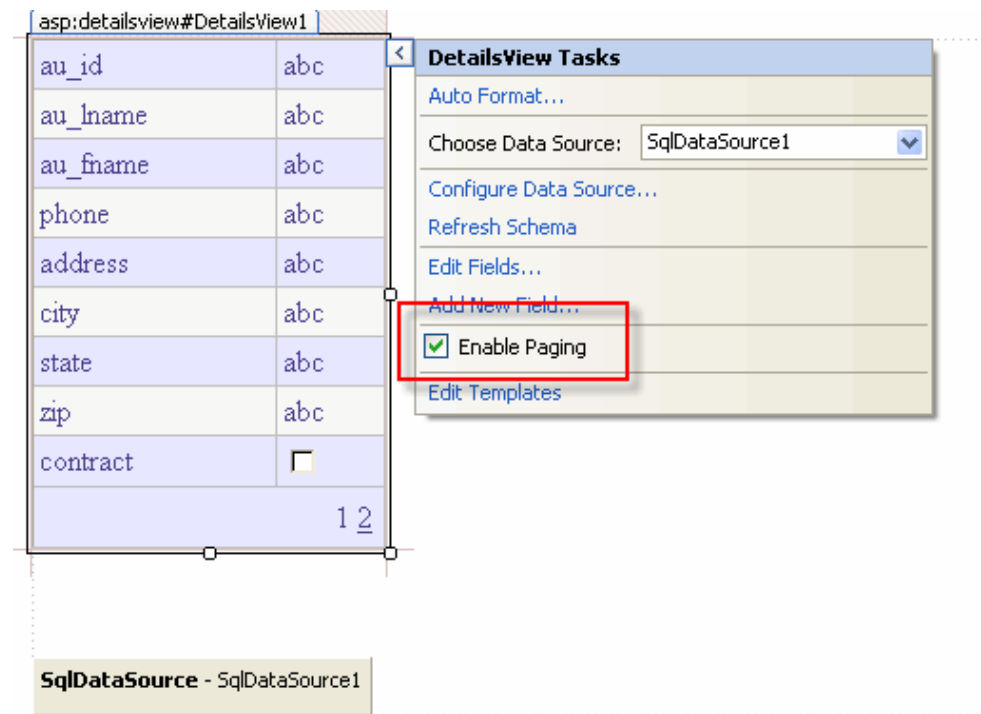 asp:detailsview#DetailsView1
au_id abc
au_lname abc
au_fname abc
phone abc
address abc
city abc
state abc
zip abc
contract
1 2
DetailsView Tasks
Auto Format...
Choose Data Source: SqlDataSource1
Configure Data Source...
Refresh Schema
Edit Fields...
Add New Field...
Enable Paging
Edit Templates
SqlDataSource - SqlDataSource1